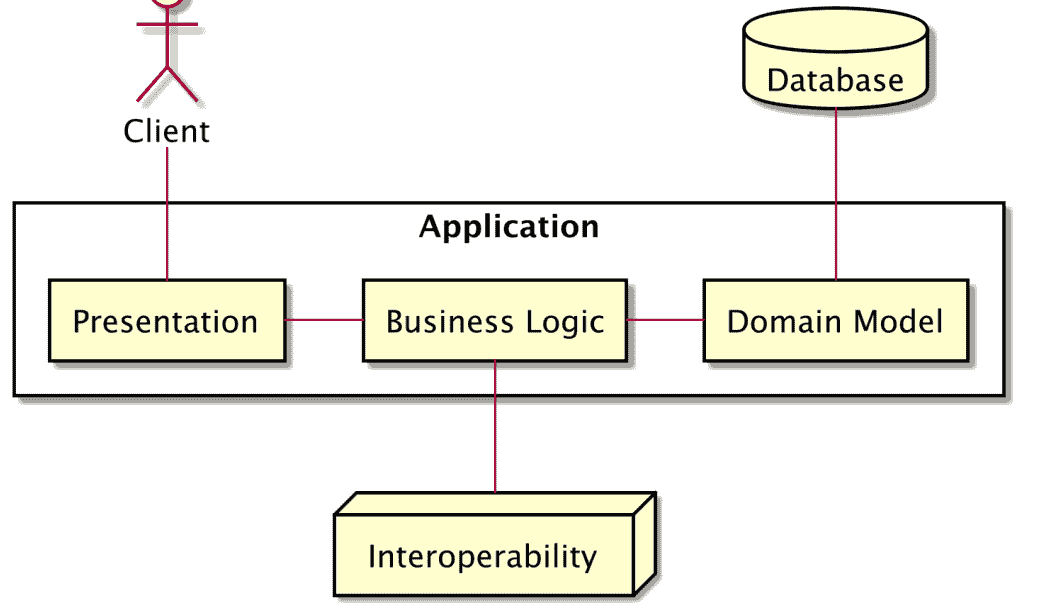 Client
Database
Application
Presentation
Business Logic
Domain Model
Interoperability